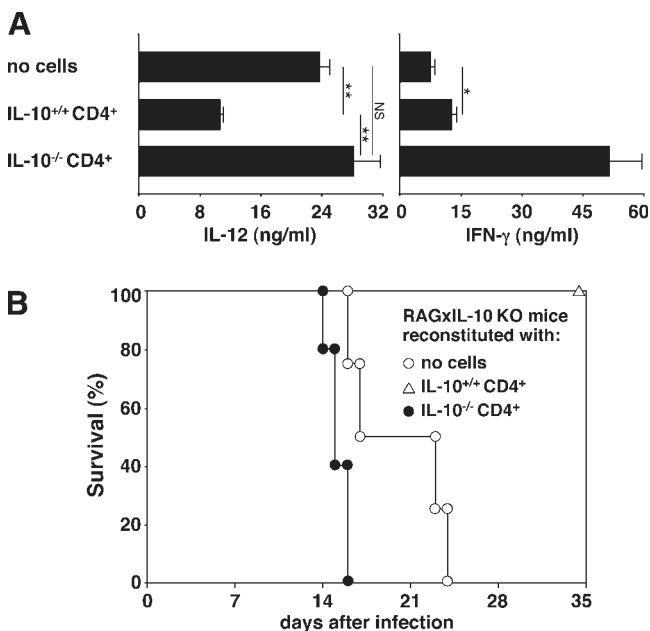 A
no cells
IL-10+/+ CD4+
IL-10-/- CD4+
**
**
NS
*
0 8 16 24 32
IL-12 (ng/ml)
0 15 30 45 60
IFN-γ (ng/ml)
B
100
80
60
40
20
0
Survival (%)
RAGxIL-10 KO mice
reconstituted with:
no cells
IL-10+/+ CD4+
IL-10-/- CD4+
0 7 14 21 28 35
days after infection